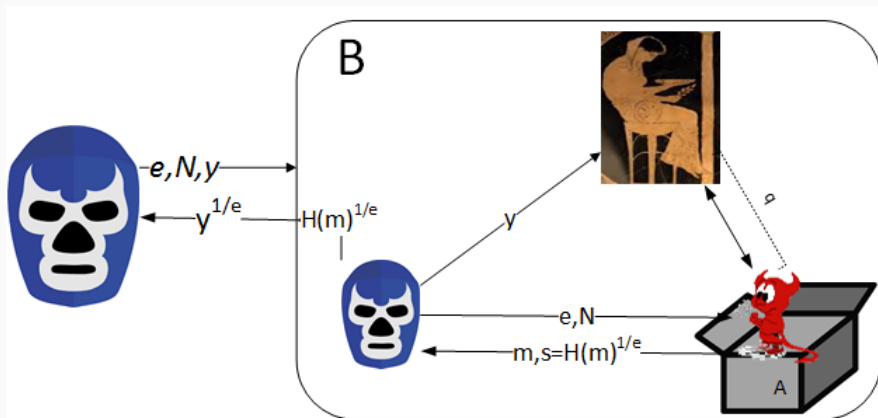 B
e,N,y
y^{1/e}
H(m)^{1/e}
y
q
e,N
m,s=H(m)^{1/e}
A